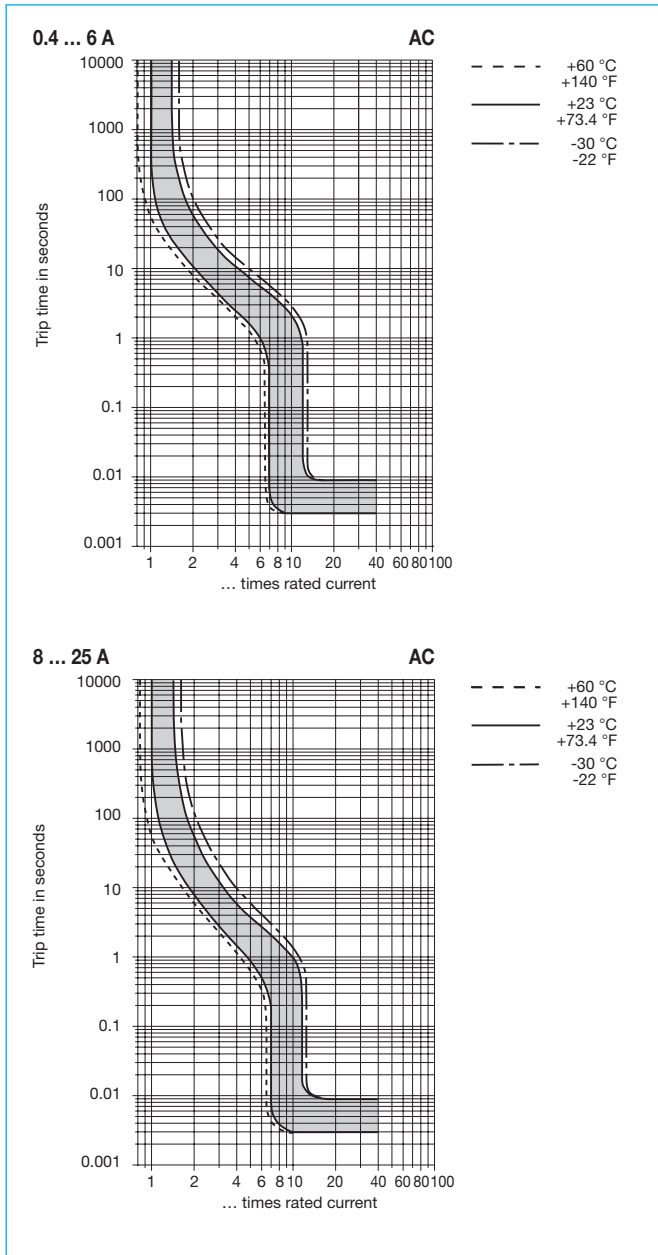 0.4 ... 6 A
AC
10000
1000
100
10
1
0.1
0.01
0.001
Trip time in seconds
1 2 4 6 8 10 20 40 60 80 100
... times rated current
+60 °C
+140 °F
+23 °C
+73.4 °F
-30 °C
-22 °F
8 ... 25 A
AC
10000
1000
100
10
1
0.1
0.01
0.001
Trip time in seconds
1 2 4 6 8 10 20 40 60 80 100
... times rated current
+60 °C
+140 °F
+23 °C
+73.4 °F
-30 °C
-22 °F